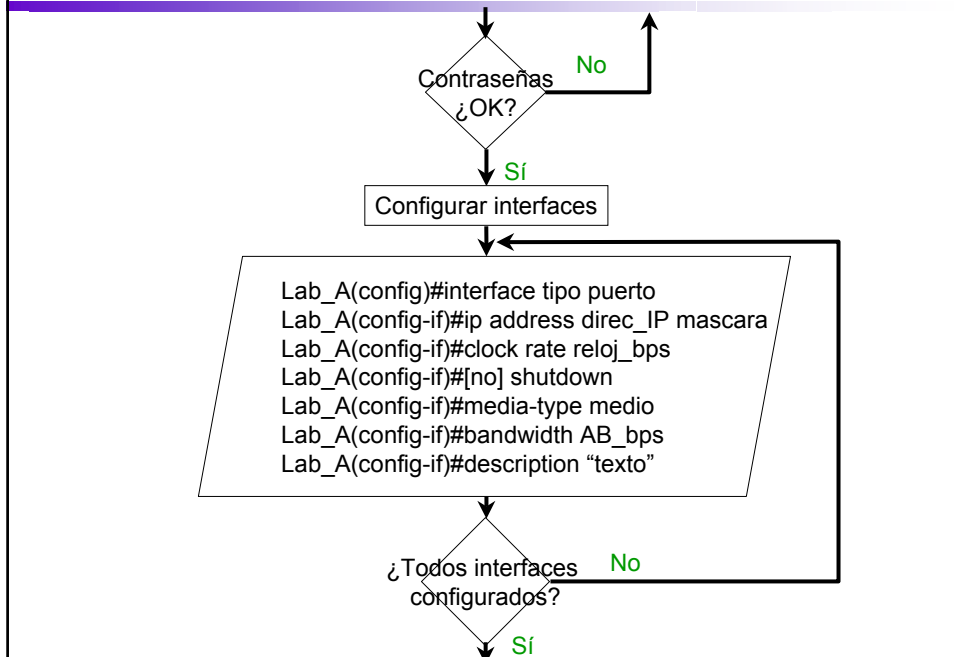 Contraseñas
¿OK?
No
Sí
Configurar interfaces
Lab_A(config)#interface tipo puerto
Lab_A(config-if)#ip address direc_IP mascara
Lab_A(config-if)#clock rate reloj_bps
Lab_A(config-if)#[no] shutdown
Lab_A(config-if)#media-type medio
Lab_A(config-if)#bandwidth AB_bps
Lab_A(config-if)#description “texto”
¿Todos interfaces
configurados?
No
Sí